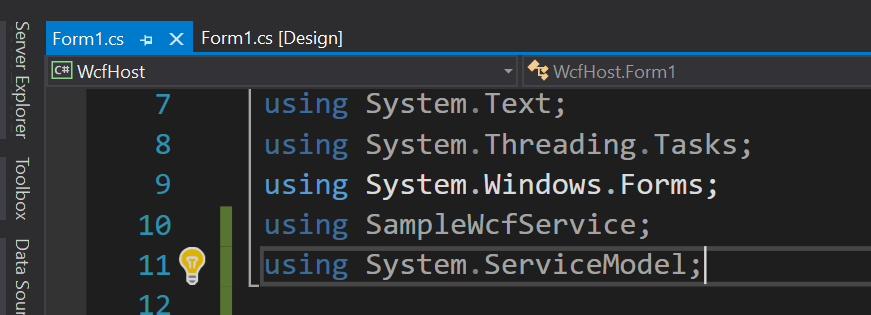 Form1.cs
Form1.cs [Design]
C# WcfHost
WcfHost.Form1
Server Explorer
Toolbox
Data Sour
7 using System.Text;
8 using System.Threading.Tasks;
9 using System.Windows.Forms;
10 using SampleWcfService;
11 using System.ServiceModel;
12